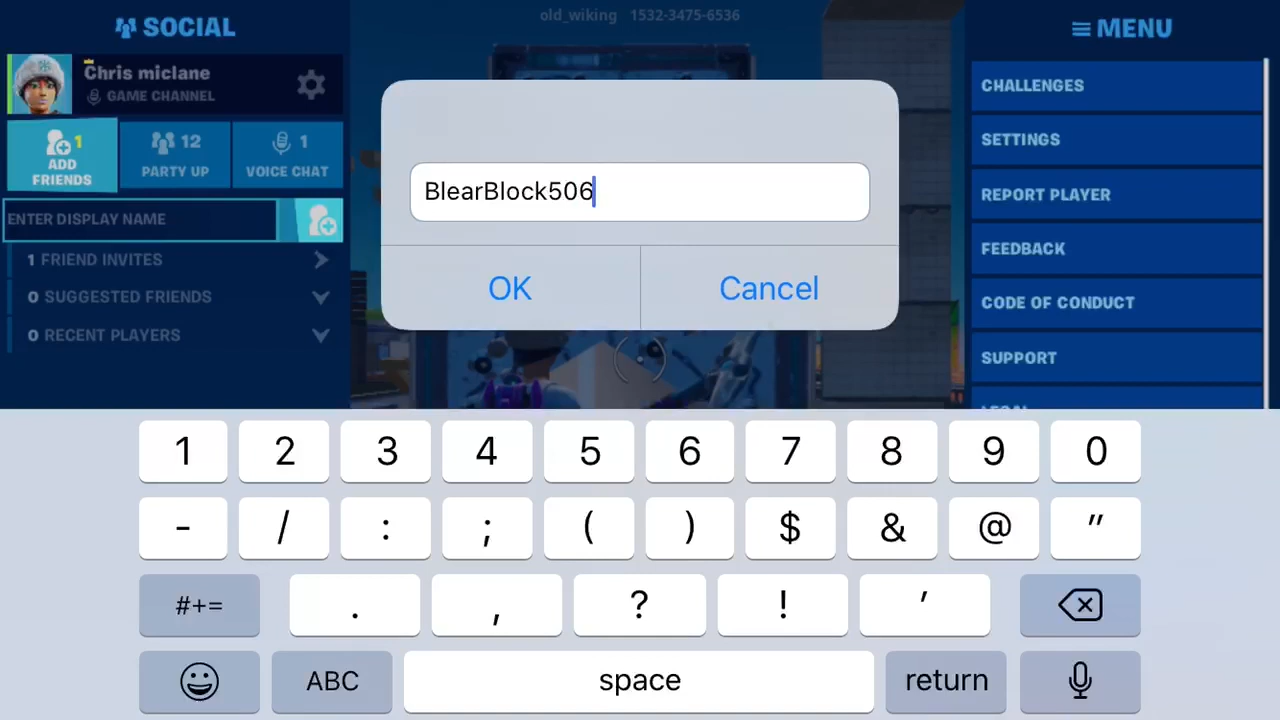 old_wiking 1532-3475-6536
SOCIAL
MENU
Chris miclane
GAME CHANNEL
1
ADD
FRIENDS
12
PARTY UP
1
VOICE CHAT
ENTER DISPLAY NAME
1 FRIEND INVITES
0 SUGGESTED FRIENDS
0 RECENT PLAYERS
BlearBlock506
OK Cancel
CHALLENGES
SETTINGS
REPORT PLAYER
FEEDBACK
CODE OF CONDUCT
SUPPORT
LEGAL
1 2 3 4 5 6 7 8 9 0
- / : ; ( ) $ & @ "
#+= . , ? ! '
ABC space return